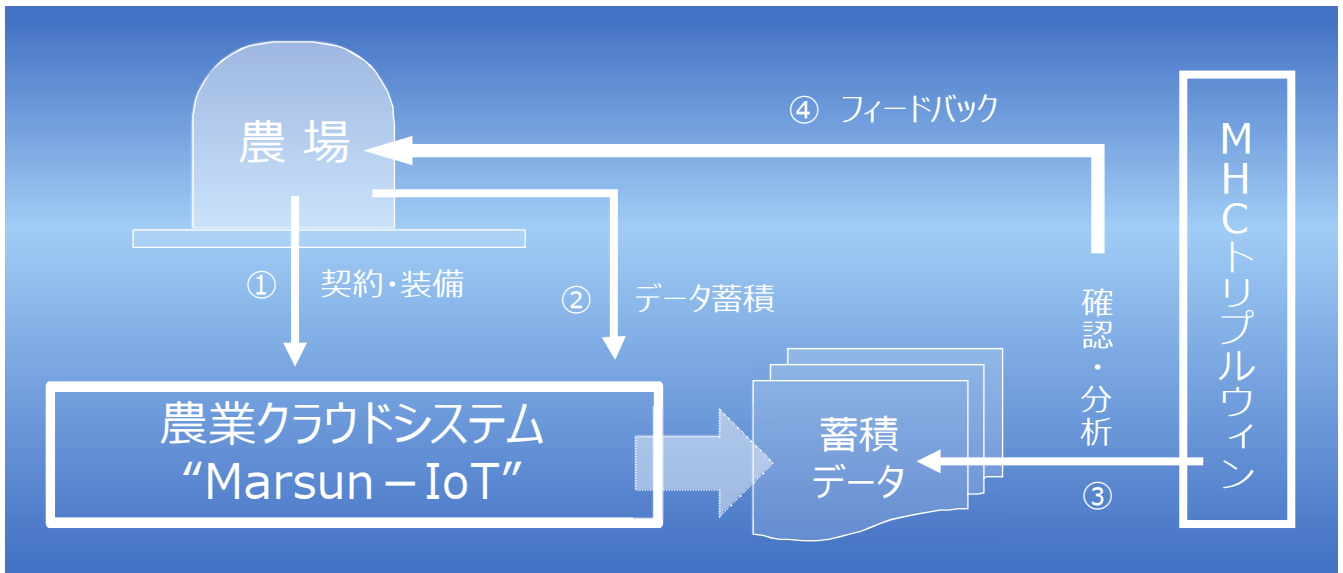 ④ フィードバック
農場
① 契約・装備
② データ蓄積
農業クラウドシステム
“Marsun－IoT”
蓄積
データ
確認・分析
③
MHCトリプルウィン